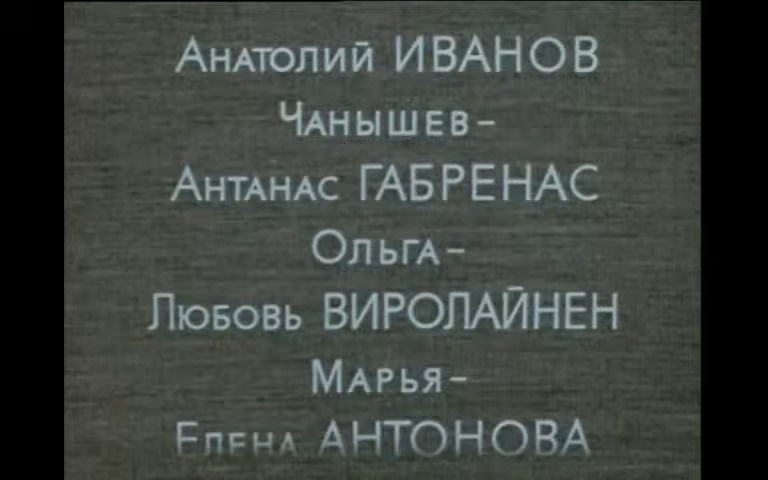 Анатолий ИВАНОВ
Чанышев –
Антанас ГАБРЕНАС
Ольга –
Любовь ВИРОЛАЙНЕН
Марья –
Елена АНТОНОВА